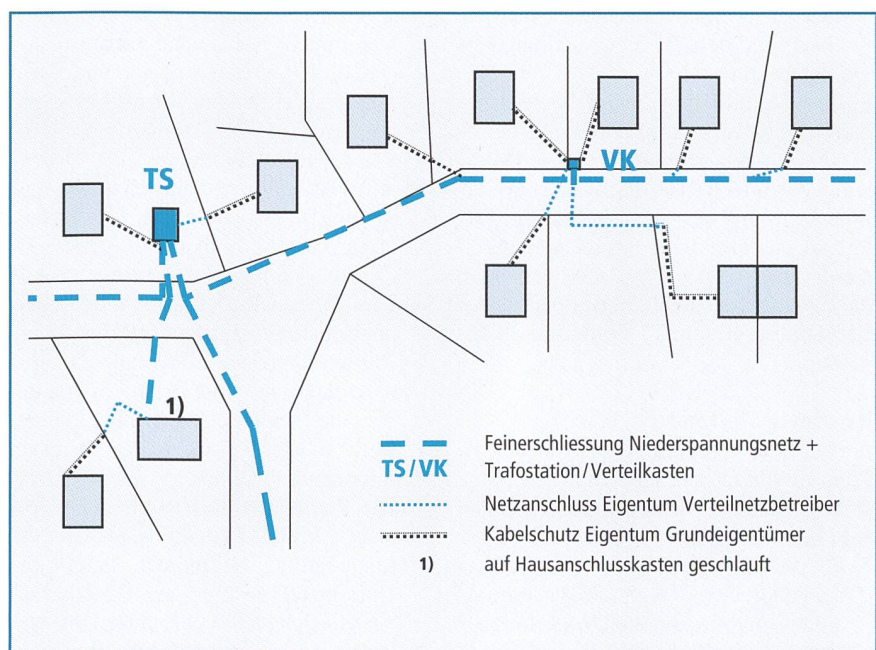 TS
VK
1)
Feinerschliessung Niederspannungsnetz +
TS / VK Trafostation / Verteilkasten
Netzanschluss Eigentum Verteilnetzbetreiber
Kabelschutz Eigentum Grundeigentümer
1) auf Hausanschlusskasten geschlauft